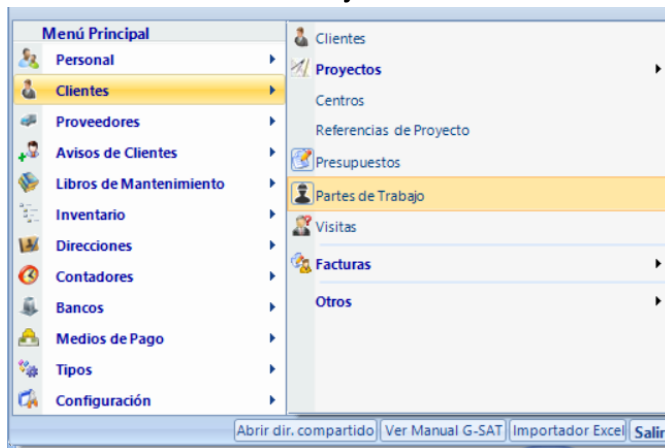 Menú Principal
Personal
Clientes
Proveedores
Avisos de Clientes
Libros de Mantenimiento
Inventario
Direcciones
Contadores
Bancos
Medios de Pago
Tipos
Configuración
Clientes
Proyectos
Centros
Referencias de Proyecto
Presupuestos
Partes de Trabajo
Visitas
Facturas
Otros
Abrir dir. compartido Ver Manual G-SAT Importador Excel Salir